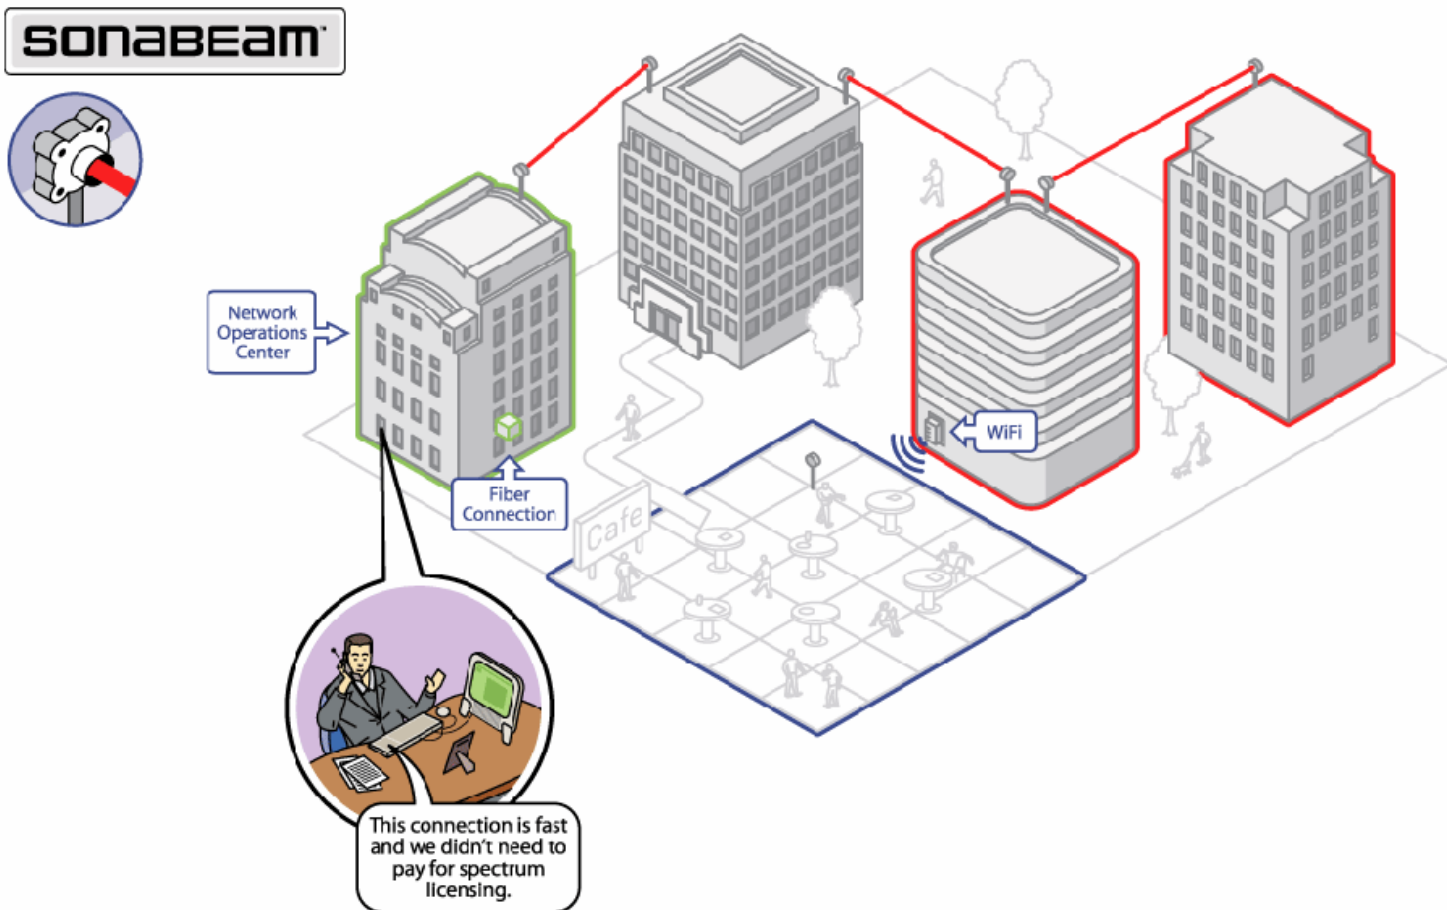 SONABEAM™
Network
Operations
Center
WiFi
Fiber
Connection
Cafe
This connection is fast
and we didn't need to
pay for spectrum
licensing.